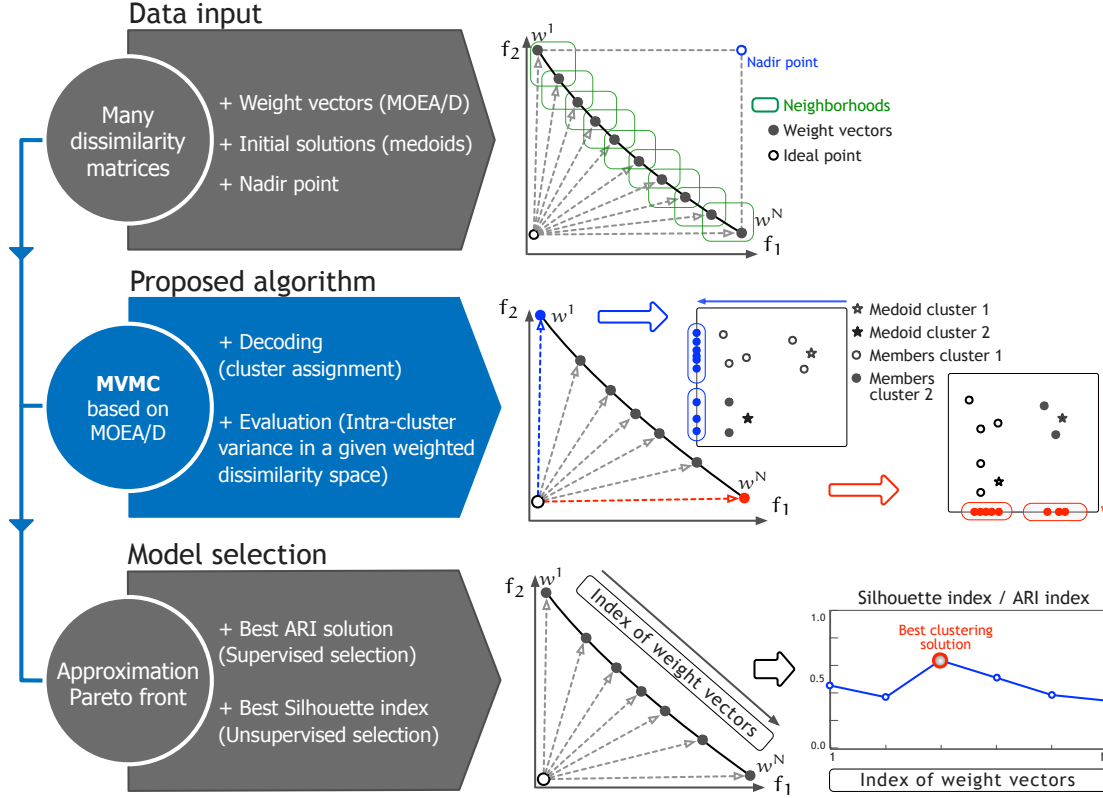 Data input
Many
dissimilarity
matrices
+ Weight vectors (MOEA/D)
+ Initial solutions (medoids)
+ Nadir point
f₂
w¹
Nadir point
Neighborhoods
Weight vectors
Ideal point
wᴺ
f₁
Proposed algorithm
MVMC
based on
MOEA/D
+ Decoding
(cluster assignment)
+ Evaluation (Intra-cluster
variance in a given weighted
dissimilarity space)
f₂
w¹
wᴺ
f₁
Medoid cluster 1
Medoid cluster 2
Members cluster 1
Members
cluster 2
Model selection
Approximation
Pareto front
+ Best ARI solution
(Supervised selection)
+ Best Silhouette index
(Unsupervised selection)
f₂
w¹
Index of weight vectors
wᴺ
f₁
Silhouette index / ARI index
1.0
Best clustering
solution
0.5
0.0
1
Index of weight vectors